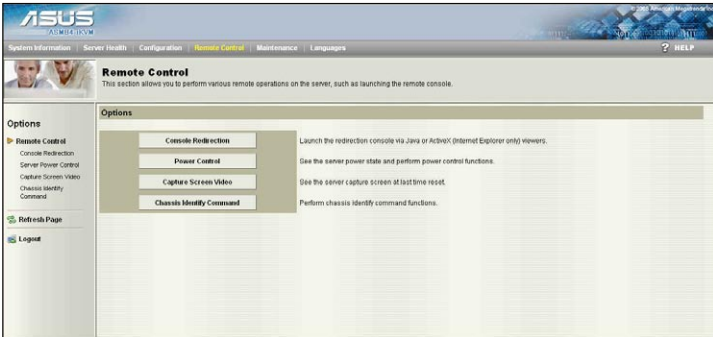 ASUS
ASMB4-iKVM
System Information Server Health Configuration Remote Control Maintenance Languages
HELP
Remote Control
This section allows you to perform various remote operations on the server, such as launching the remote console.
Options
Remote Control
Console Redirection
Server Power Control
Capture Screen Video
Chassis Identify
Command
Refresh Page
Logout
Options
Console Redirection Launch the redirection console via Java or ActiveX (Internet Explorer only) viewers.
Power Control See the server power state and perform power control functions.
Capture Screen Video See the server capture screen at last time reset.
Chassis Identify Command Perform chassis identify command functions.